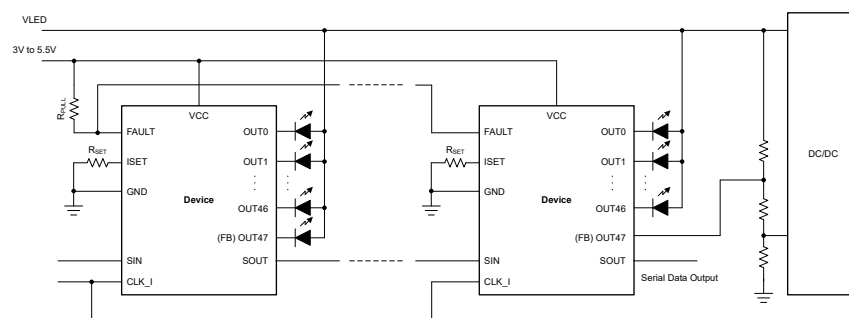 VLED
3V to 5.5V
RPULL
VCC
FAULT
OUT0
RSET
ISET
OUT1
GND
Device
OUT46
(FB) OUT47
SIN
SOUT
CLK_I
VCC
FAULT
OUT0
RSET
ISET
OUT1
GND
Device
OUT46
(FB) OUT47
SIN
SOUT
CLK_I
Serial Data Output
DC/DC